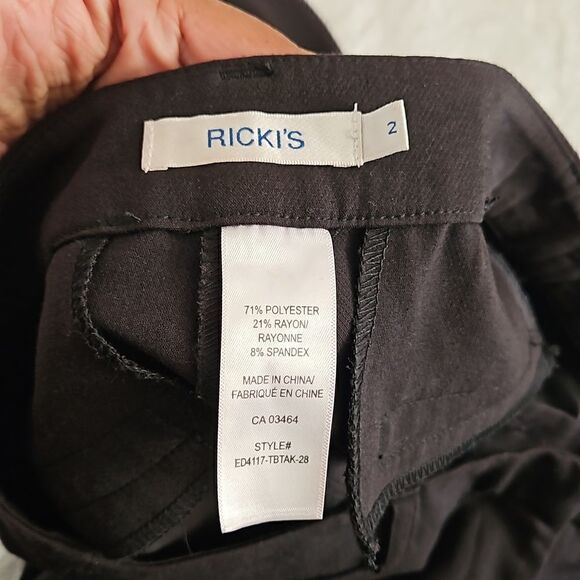 RICKI'S
2
71% POLYESTER
21% RAYON/
RAYONNE
8% SPANDEX
MADE IN CHINA/
FABRIQUÉ EN CHINE
CA 03464
STYLE#
ED4117-TBTAK-28